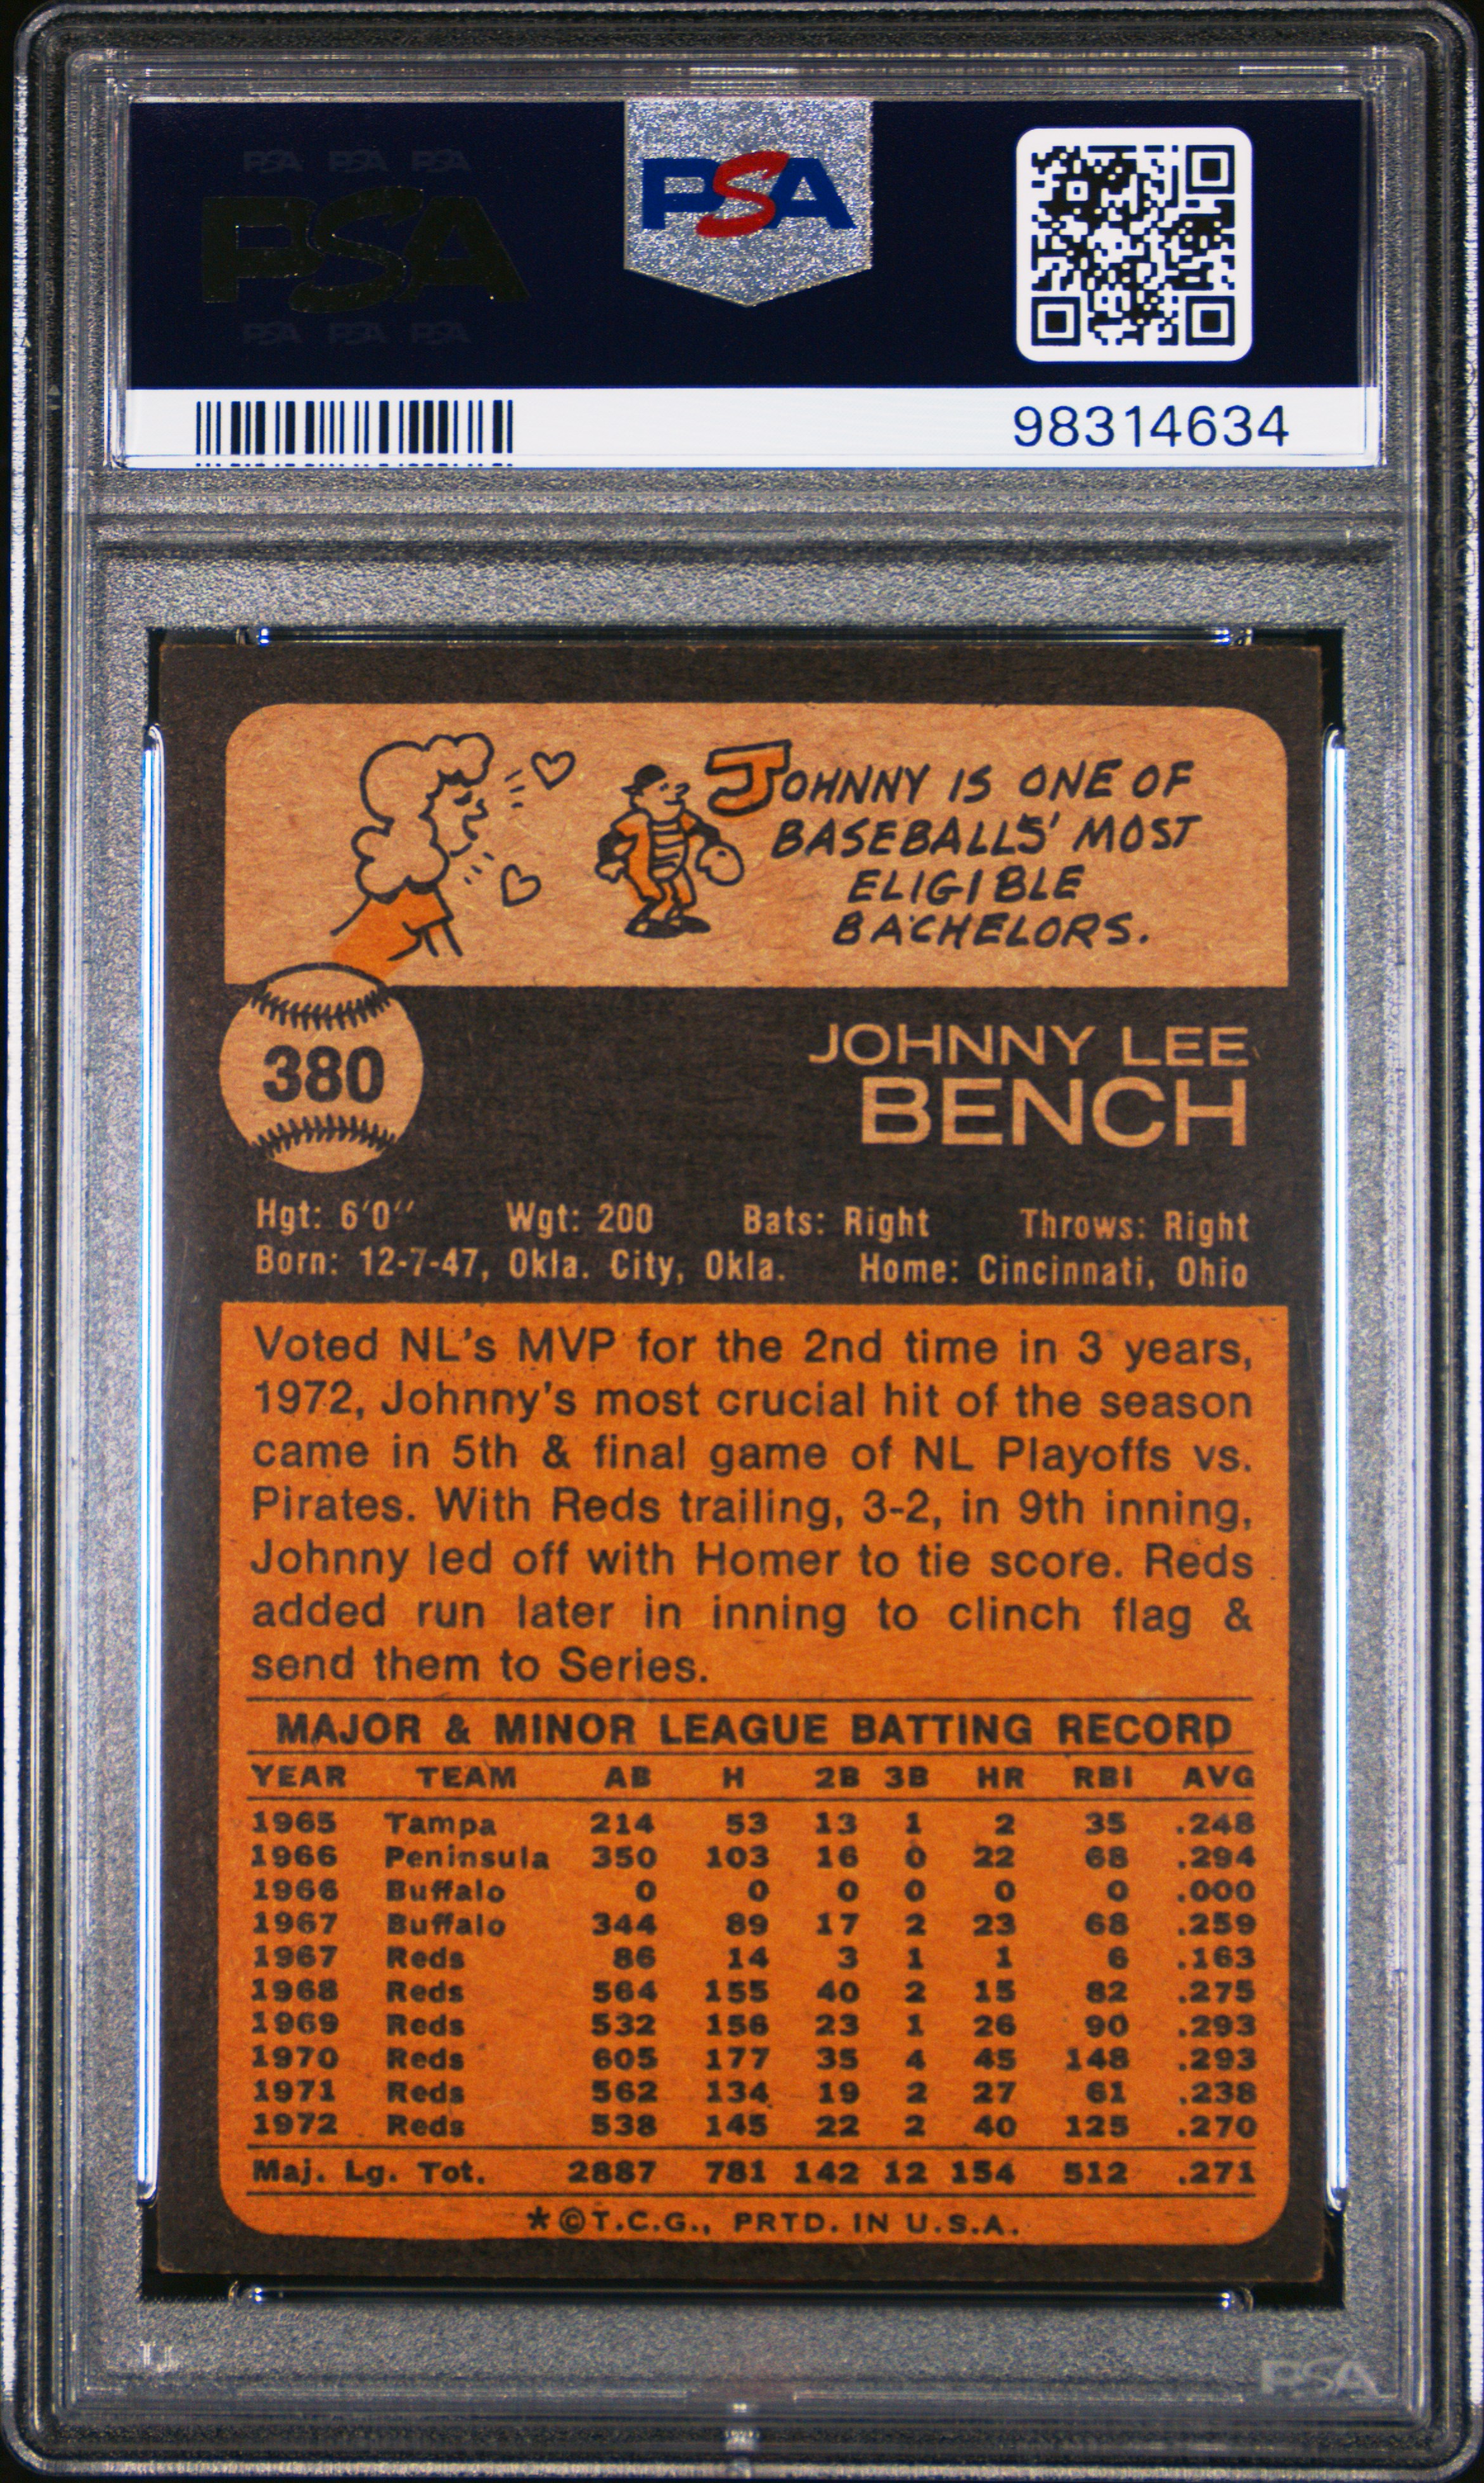 PSA PSA PSA
PSA
PSA PSA PSA
PSA
98314634
JOHNNY IS ONE OF
BASEBALLS' MOST
ELIGIBLE
BACHELORS.
380
JOHNNY LEE
BENCH
Hgt: 6'0" Wgt: 200 Bats: Right Throws: Right
Born: 12-7-47, Okla. City, Okla. Home: Cincinnati, Ohio
Voted NL's MVP for the 2nd time in 3 years,
1972, Johnny's most crucial hit of the season
came in 5th & final game of NL Playoffs vs.
Pirates. With Reds trailing, 3-2, in 9th inning,
Johnny led off with Homer to tie score. Reds
added run later in inning to clinch flag &
send them to Series.
MAJOR & MINOR LEAGUE BATTING RECORD
YEAR TEAM AB H 2B 3B HR RBI AVG
1965 Tampa 214 53 13 1 2 35 .248
1966 Peninsula 350 103 16 0 22 68 .294
1966 Buffalo 0 0 0 0 0 0 .000
1967 Buffalo 344 89 17 2 23 68 .259
1967 Reds 86 14 3 1 1 6 .163
1968 Reds 564 155 40 2 15 82 .275
1969 Reds 532 156 23 1 26 90 .293
1970 Reds 605 177 35 4 45 148 .293
1971 Reds 562 134 19 2 27 61 .238
1972 Reds 538 145 22 2 40 125 .270
Maj. Lg. Tot. 2887 781 142 12 154 512 .271
*©T.C.G., PRTD. IN U.S.A.
PSA